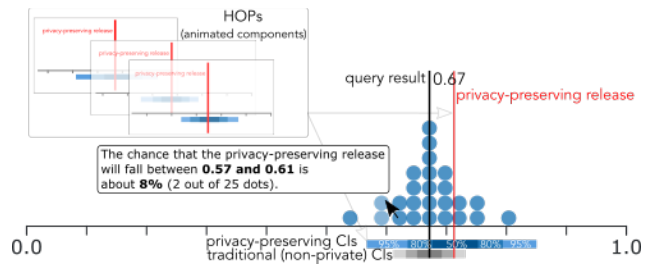 HOPs
(animated components)
privacy-preserving release
privacy-preserving release
privacy-preserving release
query result
0.67
privacy-preserving release
The chance that the privacy-preserving release
will fall between 0.57 and 0.61 is
about 8% (2 out of 25 dots).
0.0
1.0
privacy-preserving CIs
95% 80% 50% 80% 95%
traditional (non-private) CIs